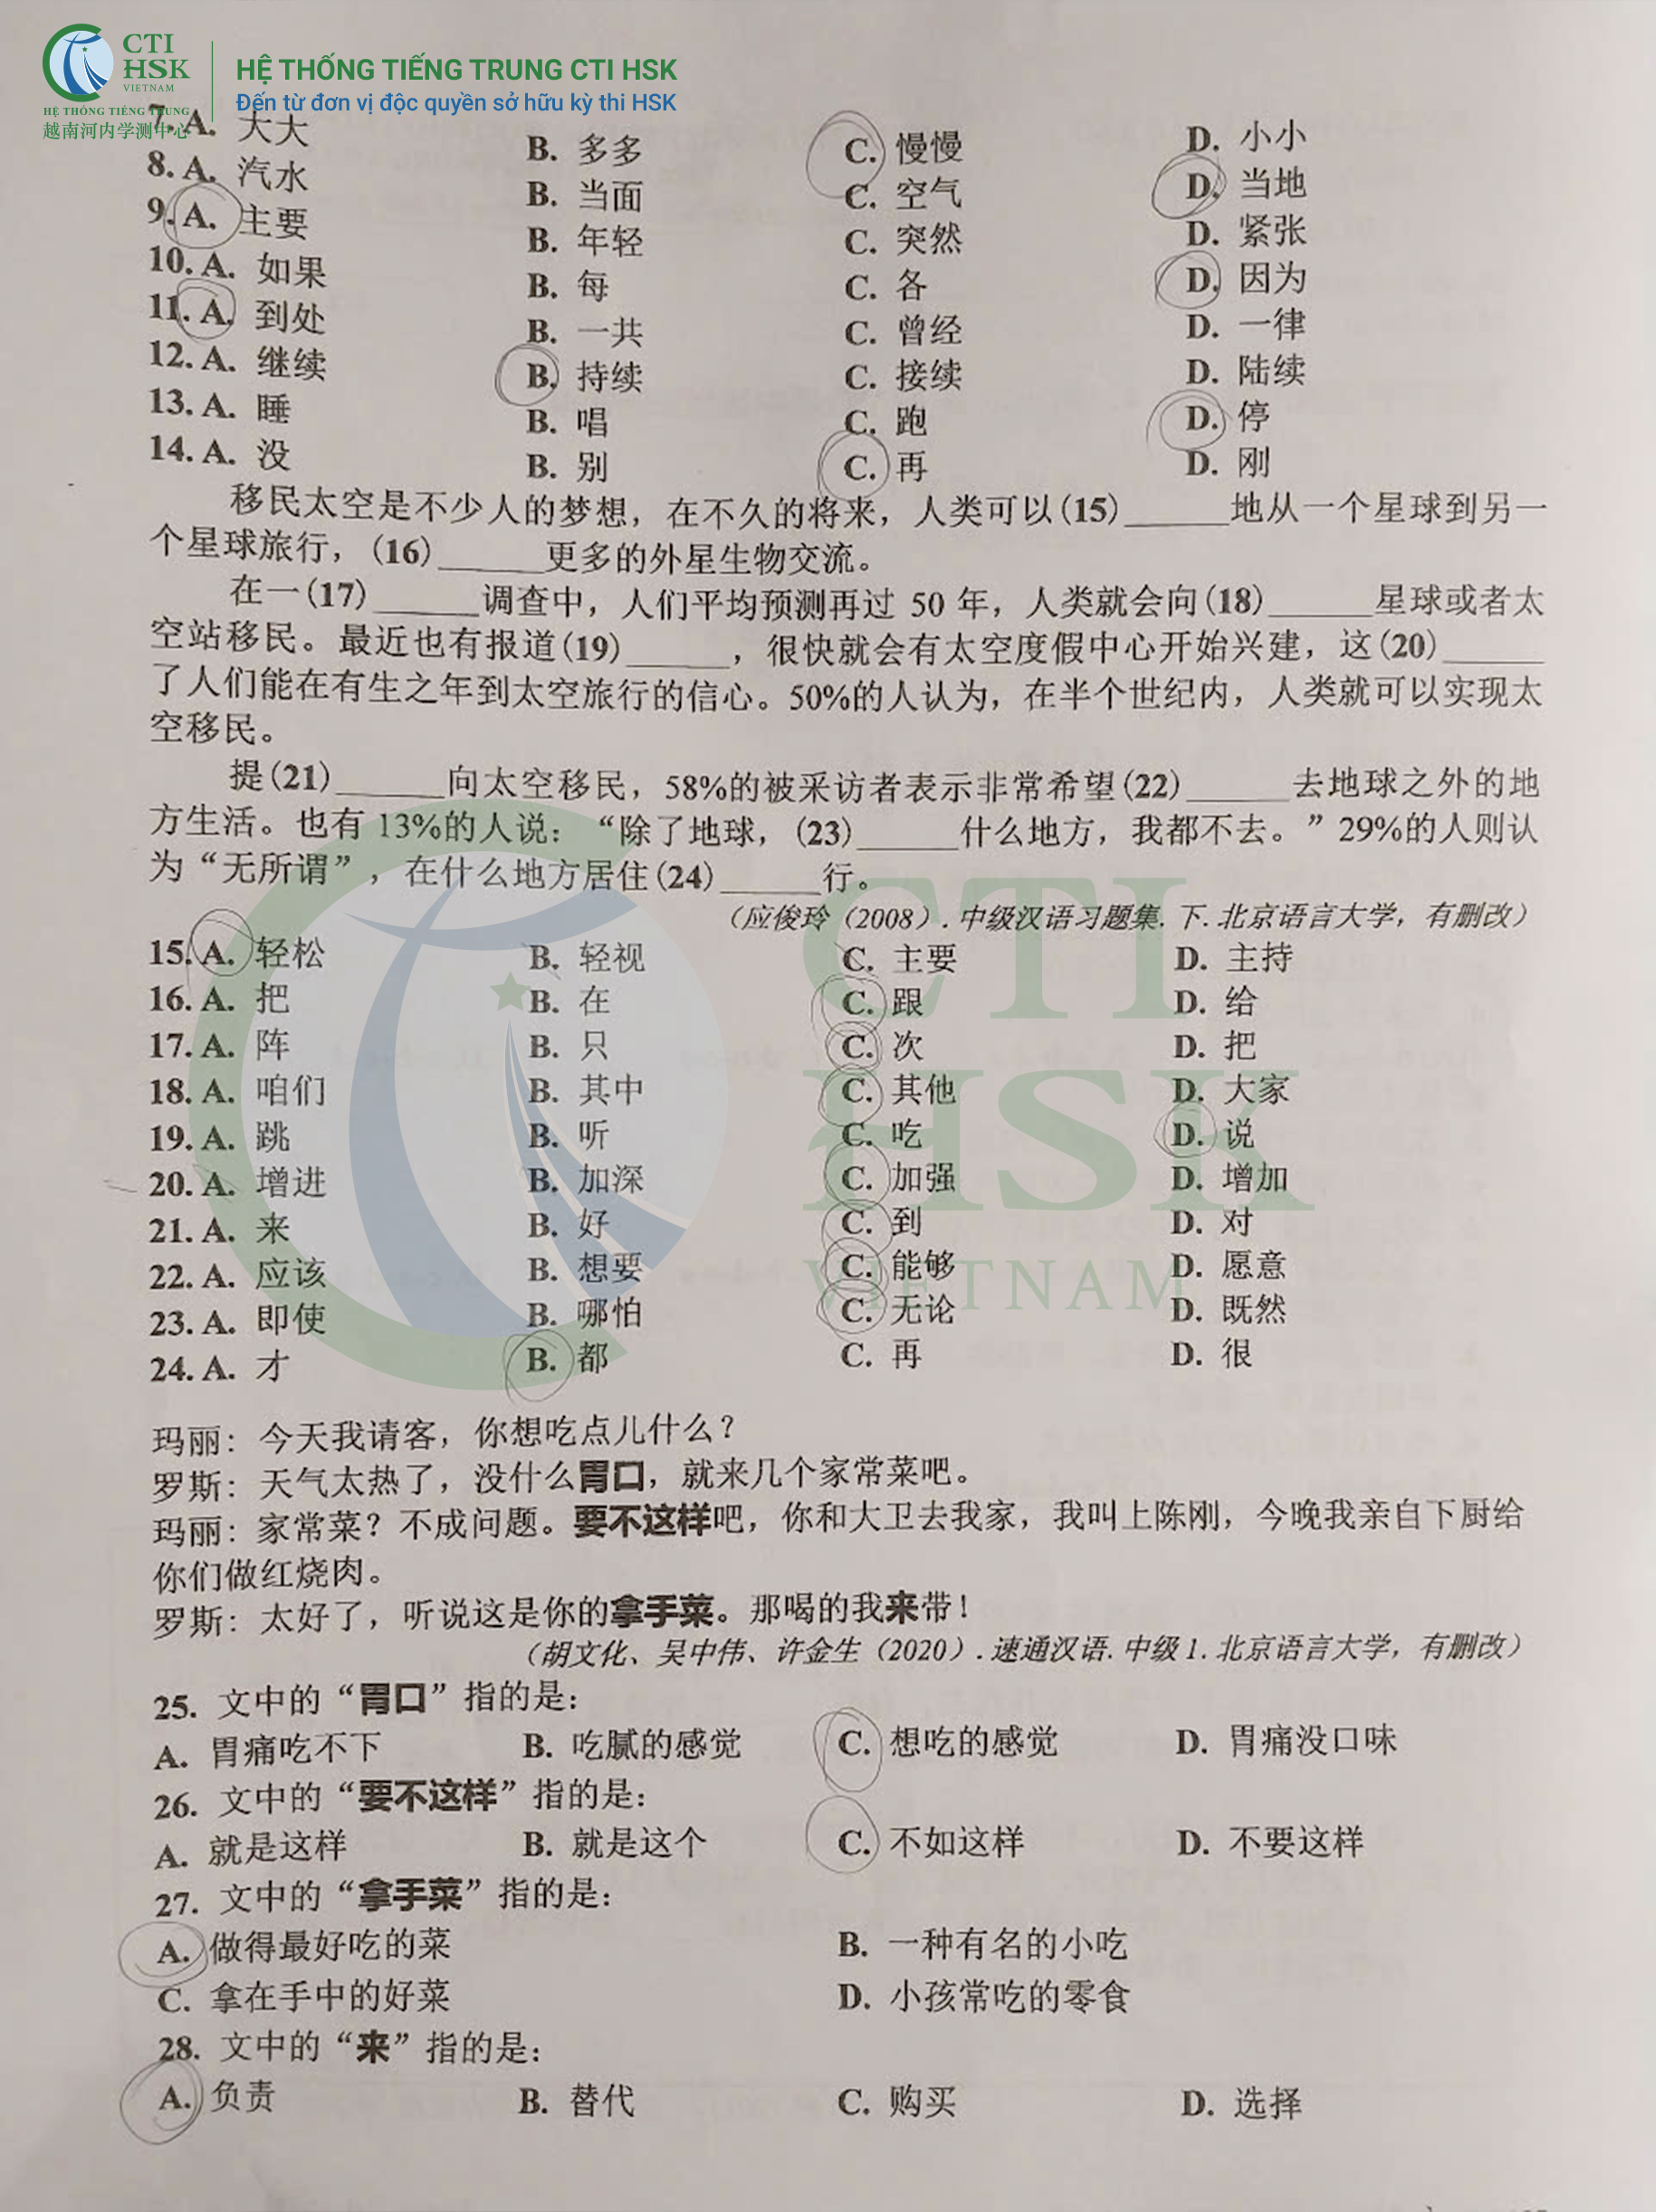 CTI
HSK
VIETNAM
HỆ THỐNG TIẾNG TRUNG
越南河内学测中心
HỆ THỐNG TIẾNG TRUNG CTI HSK
Đến từ đơn vị độc quyền sở hữu kỳ thi HSK
7. A. 大大 B. 多多 C. 慢慢 D. 小小
8. A. 汽水 B. 当面 C. 空气 D. 当地
9. A. 主要 B. 年轻 C. 突然 D. 紧张
10. A. 如果 B. 每 C. 各 D. 因为
11. A. 到处 B. 一共 C. 曾经 D. 一律
12. A. 继续 B. 持续 C. 接续 D. 陆续
13. A. 睡 B. 唱 C. 跑 D. 停
14. A. 没 B. 别 C. 再 D. 刚
移民太空是不少人的梦想，在不久的将来，人类可以(15)______地从一个星球到另一
个星球旅行，(16)______更多的外星生物交流。
在一(17)______调查中，人们平均预测再过 50 年，人类就会向(18)______星球或者太
空站移民。最近也有报道(19)______，很快就会有太空度假中心开始兴建，这(20)______
了人们能在有生之年到太空旅行的信心。50%的人认为，在半个世纪内，人类就可以实现太
空移民。
提(21)______向太空移民，58%的被采访者表示非常希望(22)______去地球之外的地
方生活。也有 13%的人说：“除了地球，(23)______什么地方，我都不去。”29%的人则认
为“无所谓”，在什么地方居住(24)______行。
（应俊玲（2008）. 中级汉语习题集. 下. 北京语言大学，有删改）
15. A. 轻松 B. 轻视 C. 主要 D. 主持
16. A. 把 B. 在 C. 跟 D. 给
17. A. 阵 B. 只 C. 次 D. 把
18. A. 咱们 B. 其中 C. 其他 D. 大家
19. A. 跳 B. 听 C. 吃 D. 说
20. A. 增进 B. 加深 C. 加强 D. 增加
21. A. 来 B. 好 C. 到 D. 对
22. A. 应该 B. 想要 C. 能够 D. 愿意
23. A. 即使 B. 哪怕 C. 无论 D. 既然
24. A. 才 B. 都 C. 再 D. 很
CTI
HSK
VIETNAM
玛丽：今天我请客，你想吃点儿什么？
罗斯：天气太热了，没什么胃口，就来几个家常菜吧。
玛丽：家常菜？不成问题。要不这样吧，你和大卫去我家，我叫上陈刚，今晚我亲自下厨给
你们做红烧肉。
罗斯：太好了，听说这是你的拿手菜。那喝的我来带！
（胡文化、吴中伟、许金生（2020）. 速通汉语. 中级 1. 北京语言大学，有删改）
25. 文中的“胃口”指的是：
A. 胃痛吃不下 B. 吃腻的感觉 C. 想吃的感觉 D. 胃痛没口味
26. 文中的“要不这样”指的是：
A. 就是这样 B. 就是这个 C. 不如这样 D. 不要这样
27. 文中的“拿手菜”指的是：
A. 做得最好吃的菜 B. 一种有名的小吃
C. 拿在手中的好菜 D. 小孩常吃的零食
28. 文中的“来”指的是：
A. 负责 B. 替代 C. 购买 D. 选择